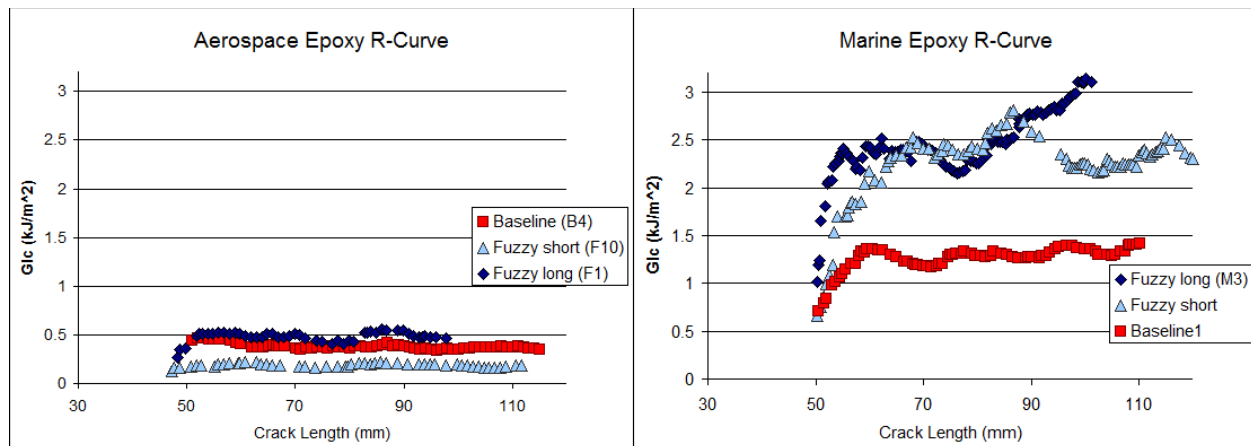 Aerospace Epoxy R-Curve
GIc (kJ/m^2)
3
2.5
2
1.5
1
0.5
0
30
50
70
90
110
Crack Length (mm)
Baseline (B4)
Fuzzy short (F10)
Fuzzy long (F1)
Marine Epoxy R-Curve
GIc (kJ/m^2)
3
2.5
2
1.5
1
0.5
0
30
50
70
90
110
Crack Length (mm)
Fuzzy long (M3)
Fuzzy short
Baseline1